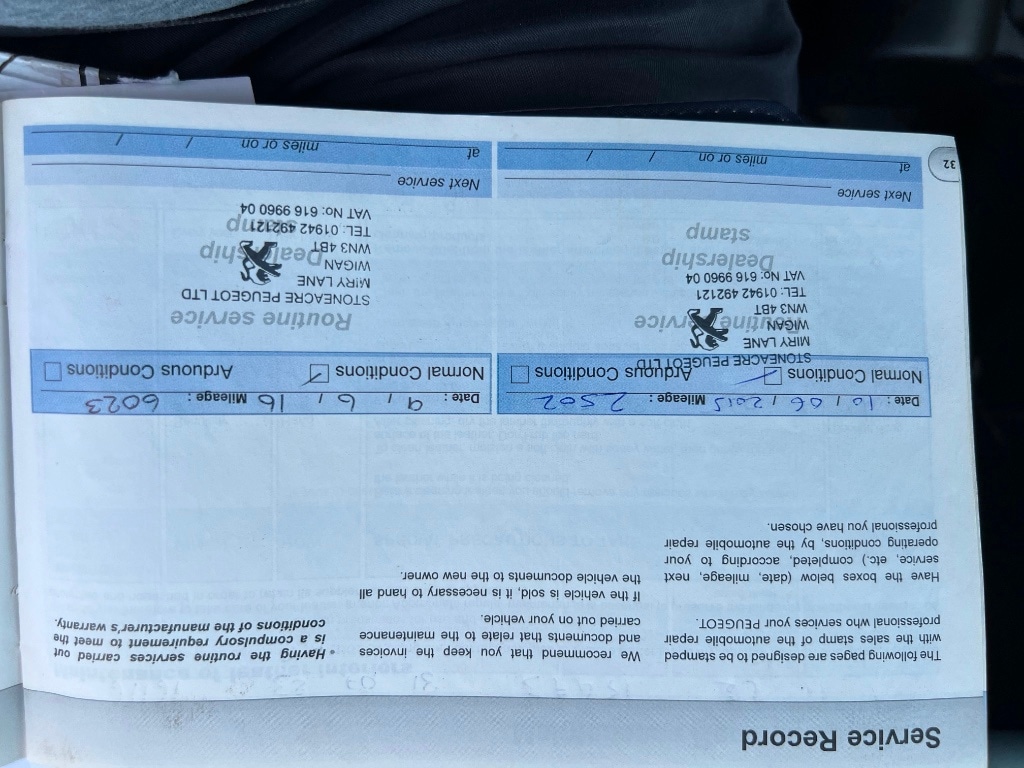 Service Record
The following pages are designed to be stamped
with the sales stamp of the automobile repair
professional who services your PEUGEOT.
Have the boxes below (date, mileage, next
service, etc.) completed, according to your
operating conditions, by the automobile repair
professional you have chosen.
We recommend that you keep the invoices
and documents that relate to the maintenance
carried out on your vehicle.
If the vehicle is sold, it is necessary to hand all
the vehicle documents to the new owner.
* Having the routine services carried out
is a compulsory requirement to meet the
conditions of the manufacturer's warranty.
Date : 10 / 06 / 2015 Mileage : 2502
Normal Conditions Arduous Conditions
STONEACRE PEUGEOT LTD
MIRY LANE
WIGAN
WN3 4BT
TEL: 01942 492121
VAT No: 616 9960 04
Routine service
Dealership
stamp
Next service
at miles or on / /
Date : 9 / 6 / 16 Mileage : 6023
Normal Conditions Arduous Conditions
Routine service
STONEACRE PEUGEOT LTD
MIRY LANE
WIGAN
WN3 4BT
TEL: 01942 492121
VAT No: 616 9960 04
Dealership
stamp
Next service
at miles or on / /
32